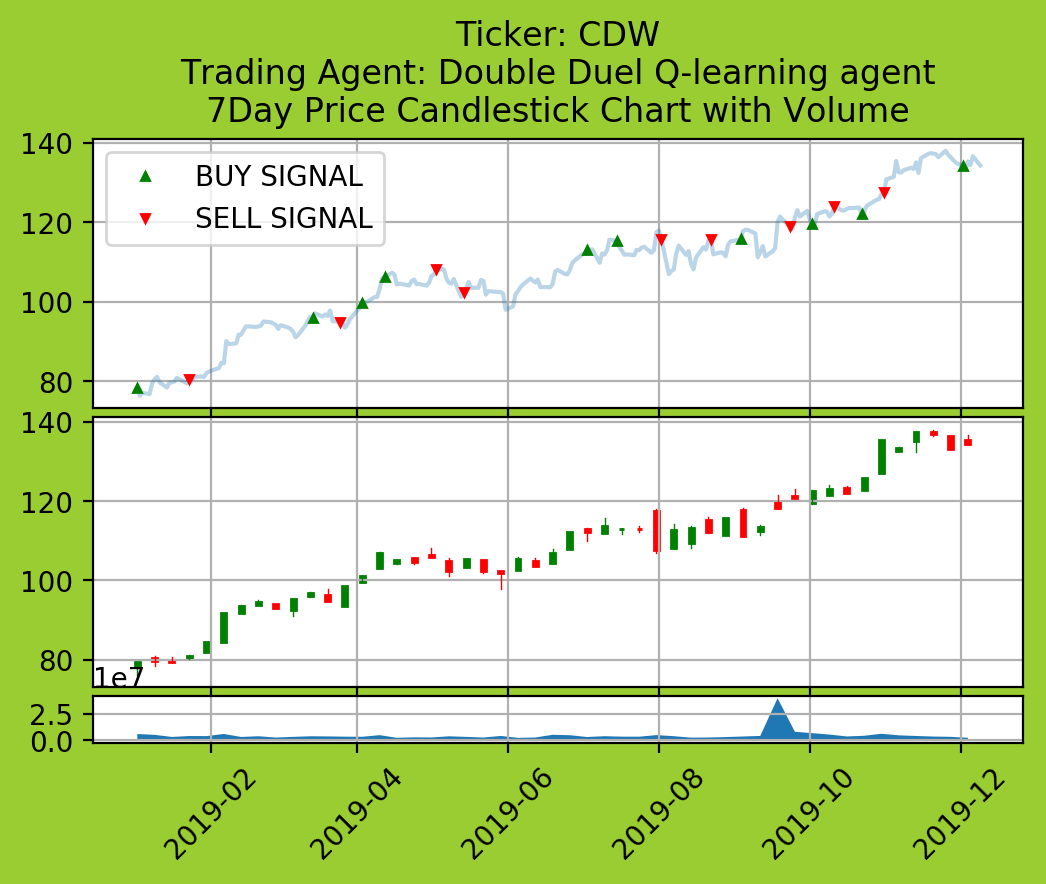 Ticker: CDW
Trading Agent: Double Duel Q-learning agent
7Day Price Candlestick Chart with Volume
140
BUY SIGNAL
SELL SIGNAL
120
100
80
140
120
100
80
1e7
2.5
0.0
2019-02
2019-04
2019-06
2019-08
2019-10
2019-12